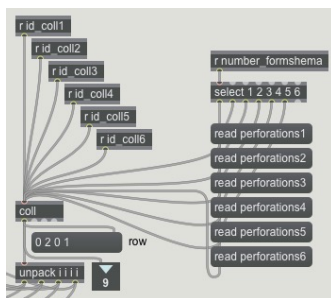 r id_coll1
r id_coll2
r id_coll3
r id_coll4
r id_coll5
r id_coll6
r number_formshema
select 1 2 3 4 5 6
read perforations1
read perforations2
read perforations3
read perforations4
read perforations5
read perforations6
coll
0 2 0 1
row
unpack i i i i
9